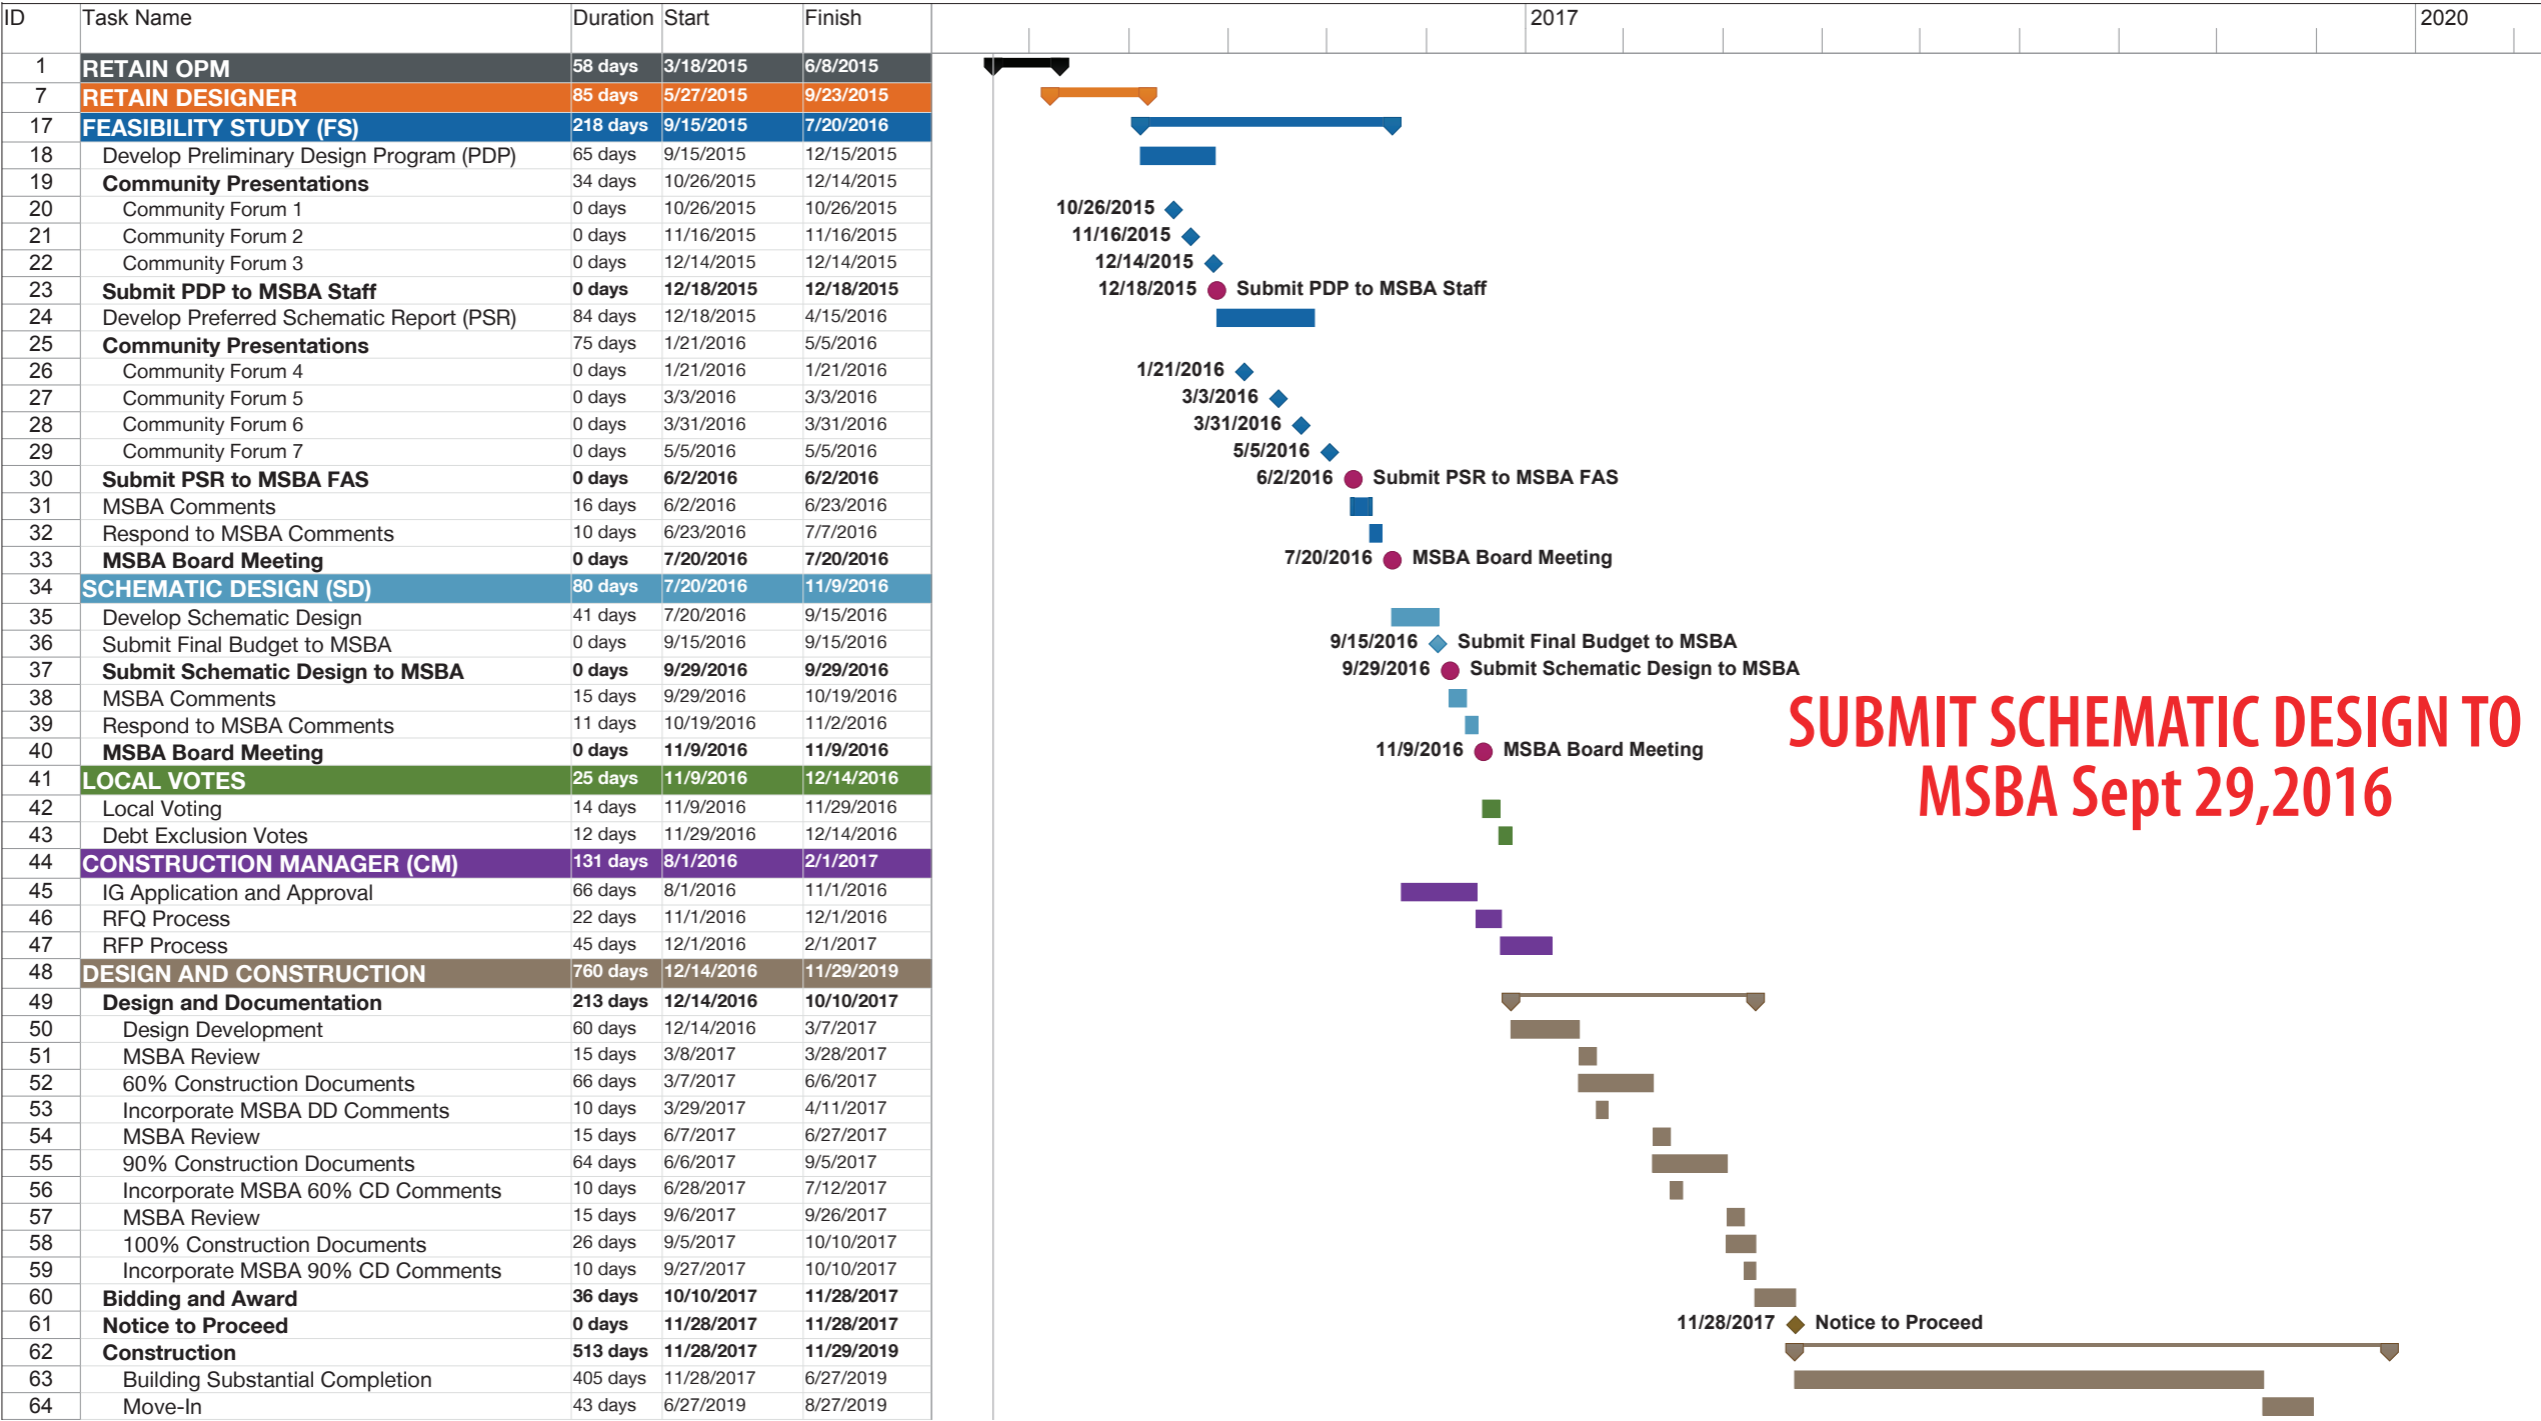 ID Task Name Duration Start Finish 2017 2020
1 RETAIN OPM 58 days 3/18/2015 6/8/2015
7 RETAIN DESIGNER 85 days 5/27/2015 9/23/2015
17 FEASIBILITY STUDY (FS) 218 days 9/15/2015 7/20/2016
18 Develop Preliminary Design Program (PDP) 65 days 9/15/2015 12/15/2015
19 Community Presentations 34 days 10/26/2015 12/14/2015
20 Community Forum 1 0 days 10/26/2015 10/26/2015 10/26/2015
21 Community Forum 2 0 days 11/16/2015 11/16/2015 11/16/2015
22 Community Forum 3 0 days 12/14/2015 12/14/2015 12/14/2015
23 Submit PDP to MSBA Staff 0 days 12/18/2015 12/18/2015 12/18/2015 Submit PDP to MSBA Staff
24 Develop Preferred Schematic Report (PSR) 84 days 12/18/2015 4/15/2016
25 Community Presentations 75 days 1/21/2016 5/5/2016
26 Community Forum 4 0 days 1/21/2016 1/21/2016 1/21/2016
27 Community Forum 5 0 days 3/3/2016 3/3/2016 3/3/2016
28 Community Forum 6 0 days 3/31/2016 3/31/2016 3/31/2016
29 Community Forum 7 0 days 5/5/2016 5/5/2016 5/5/2016
30 Submit PSR to MSBA FAS 0 days 6/2/2016 6/2/2016 6/2/2016 Submit PSR to MSBA FAS
31 MSBA Comments 16 days 6/2/2016 6/23/2016
32 Respond to MSBA Comments 10 days 6/23/2016 7/7/2016
33 MSBA Board Meeting 0 days 7/20/2016 7/20/2016 7/20/2016 MSBA Board Meeting
34 SCHEMATIC DESIGN (SD) 80 days 7/20/2016 11/9/2016
35 Develop Schematic Design 41 days 7/20/2016 9/15/2016
36 Submit Final Budget to MSBA 0 days 9/15/2016 9/15/2016 9/15/2016 Submit Final Budget to MSBA
37 Submit Schematic Design to MSBA 0 days 9/29/2016 9/29/2016 9/29/2016 Submit Schematic Design to MSBA
38 MSBA Comments 15 days 9/29/2016 10/19/2016
39 Respond to MSBA Comments 11 days 10/19/2016 11/2/2016
40 MSBA Board Meeting 0 days 11/9/2016 11/9/2016 11/9/2016 MSBA Board Meeting
SUBMIT SCHEMATIC DESIGN TO
MSBA Sept 29,2016
41 LOCAL VOTES 25 days 11/9/2016 12/14/2016
42 Local Voting 14 days 11/9/2016 11/29/2016
43 Debt Exclusion Votes 12 days 11/29/2016 12/14/2016
44 CONSTRUCTION MANAGER (CM) 131 days 8/1/2016 2/1/2017
45 IG Application and Approval 66 days 8/1/2016 11/1/2016
46 RFQ Process 22 days 11/1/2016 12/1/2016
47 RFP Process 45 days 12/1/2016 2/1/2017
48 DESIGN AND CONSTRUCTION 760 days 12/14/2016 11/29/2019
49 Design and Documentation 213 days 12/14/2016 10/10/2017
50 Design Development 60 days 12/14/2016 3/7/2017
51 MSBA Review 15 days 3/8/2017 3/28/2017
52 60% Construction Documents 66 days 3/7/2017 6/6/2017
53 Incorporate MSBA DD Comments 10 days 3/29/2017 4/11/2017
54 MSBA Review 15 days 6/7/2017 6/27/2017
55 90% Construction Documents 64 days 6/6/2017 9/5/2017
56 Incorporate MSBA 60% CD Comments 10 days 6/28/2017 7/12/2017
57 MSBA Review 15 days 9/6/2017 9/26/2017
58 100% Construction Documents 26 days 9/5/2017 10/10/2017
59 Incorporate MSBA 90% CD Comments 10 days 9/27/2017 10/10/2017
60 Bidding and Award 36 days 10/10/2017 11/28/2017
61 Notice to Proceed 0 days 11/28/2017 11/28/2017 11/28/2017 Notice to Proceed
62 Construction 513 days 11/28/2017 11/29/2019
63 Building Substantial Completion 405 days 11/28/2017 6/27/2019
64 Move-In 43 days 6/27/2019 8/27/2019